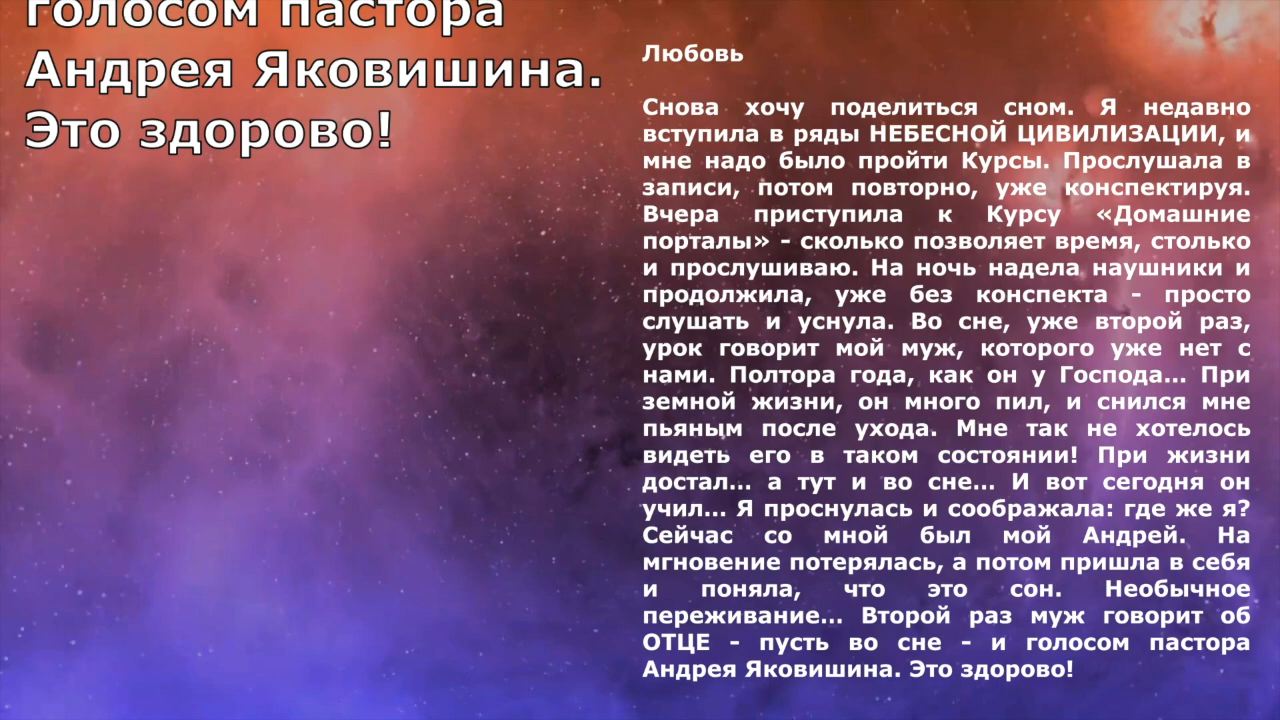 голосом пастора
Андрея Яковишина.
Это здорово!
Любовь
Снова хочу поделиться сном. Я недавно
вступила в ряды НЕБЕСНОЙ ЦИВИЛИЗАЦИИ, и
мне надо было пройти Курсы. Прослушала в
записи, потом повторно, уже конспектируя.
Вчера приступила к Курсу «Домашние
порталы» - сколько позволяет время, столько
и прослушиваю. На ночь надела наушники и
продолжила, уже без конспекта - просто
слушать и уснула. Во сне, уже второй раз,
урок говорит мой муж, которого уже нет с
нами. Полтора года, как он у Господа... При
земной жизни, он много пил, и снился мне
пьяным после ухода. Мне так не хотелось
видеть его в таком состоянии! При жизни
достал... а тут и во сне... И вот сегодня он
учил... Я проснулась и соображала: где же я?
Сейчас со мной был мой Андрей. На
мгновение потерялась, а потом пришла в себя
и поняла, что это сон. Необычное
переживание... Второй раз муж говорит об
ОТЦЕ - пусть во сне - и голосом пастора
Андрея Яковишина. Это здорово!